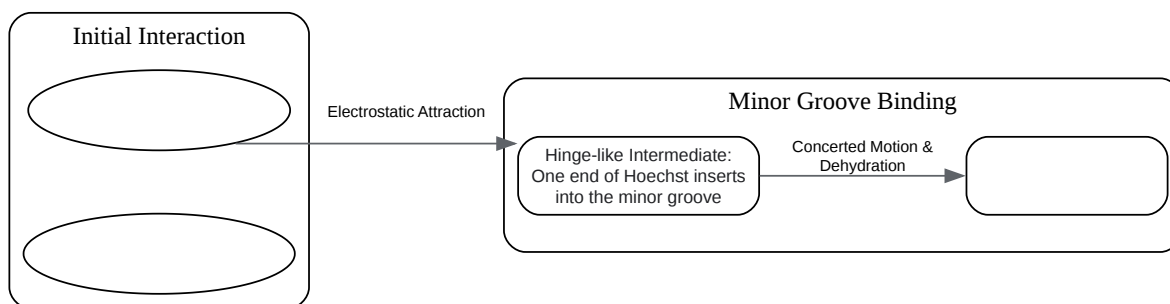 Initial Interaction
Electrostatic Attraction
Minor Groove Binding
Hinge-like Intermediate:
One end of Hoechst inserts
into the minor groove
Concerted Motion &
Dehydration